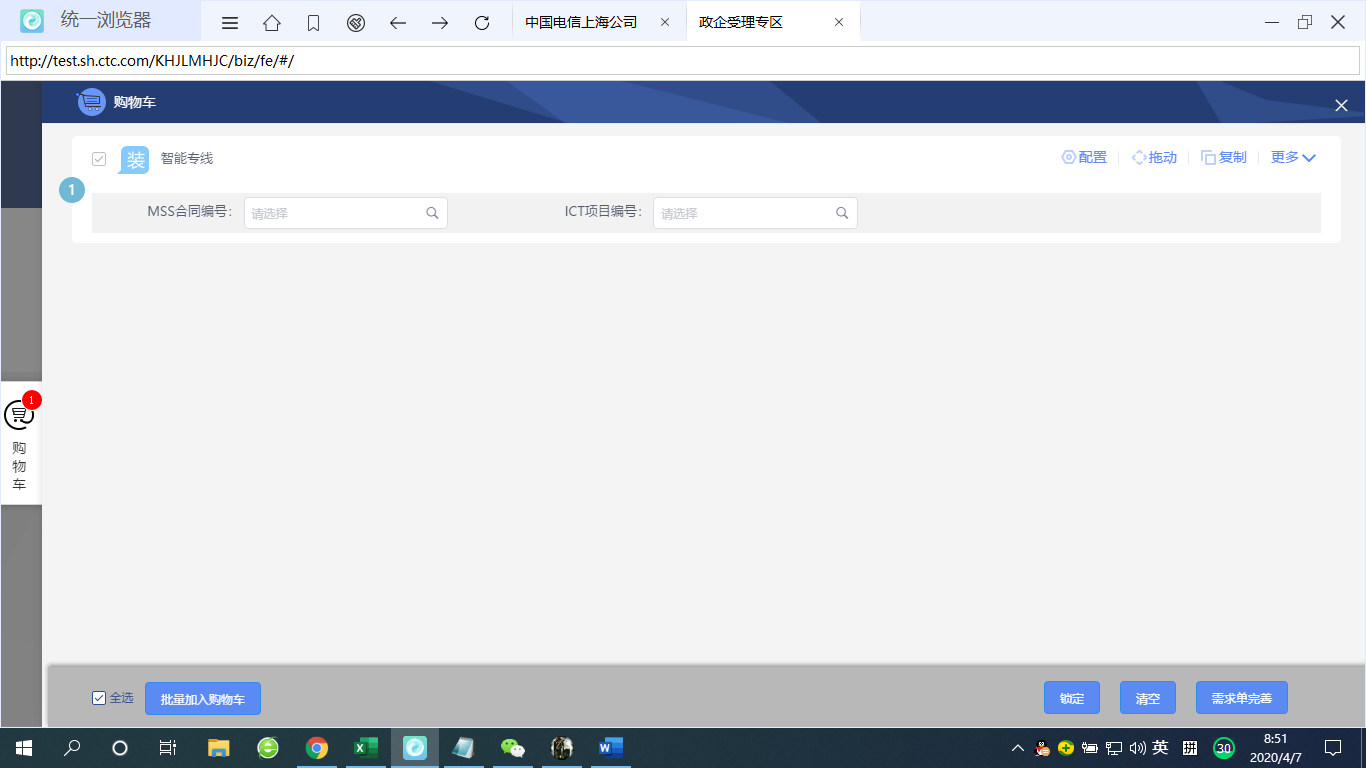 统一浏览器
中国电信上海公司
政企受理专区
http://test.sh.ctc.com/KHJLMHJC/biz/fe/#/
购物车
装 智能专线
配置 拖动 复制 更多
1
MSS合同编号： 请选择 ICT项目编号： 请选择
1
购
物
车
全选 批量加入购物车 锁定 清空 需求单完善
英 拼 30
8:51
2020/4/7